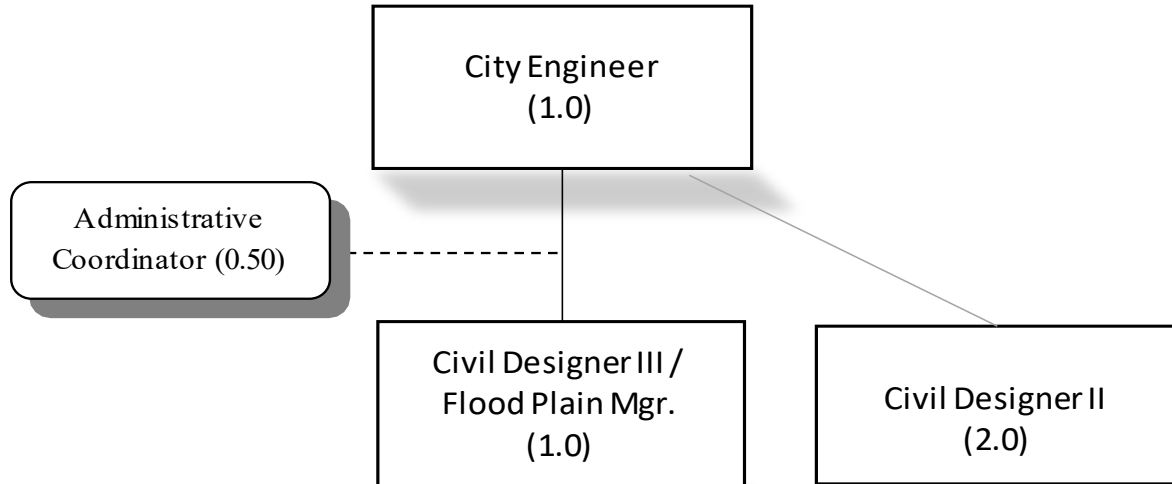 City Engineer
(1.0)
Administrative
Coordinator (0.50)
Civil Designer III /
Flood Plain Mgr.
(1.0)
Civil Designer II
(2.0)